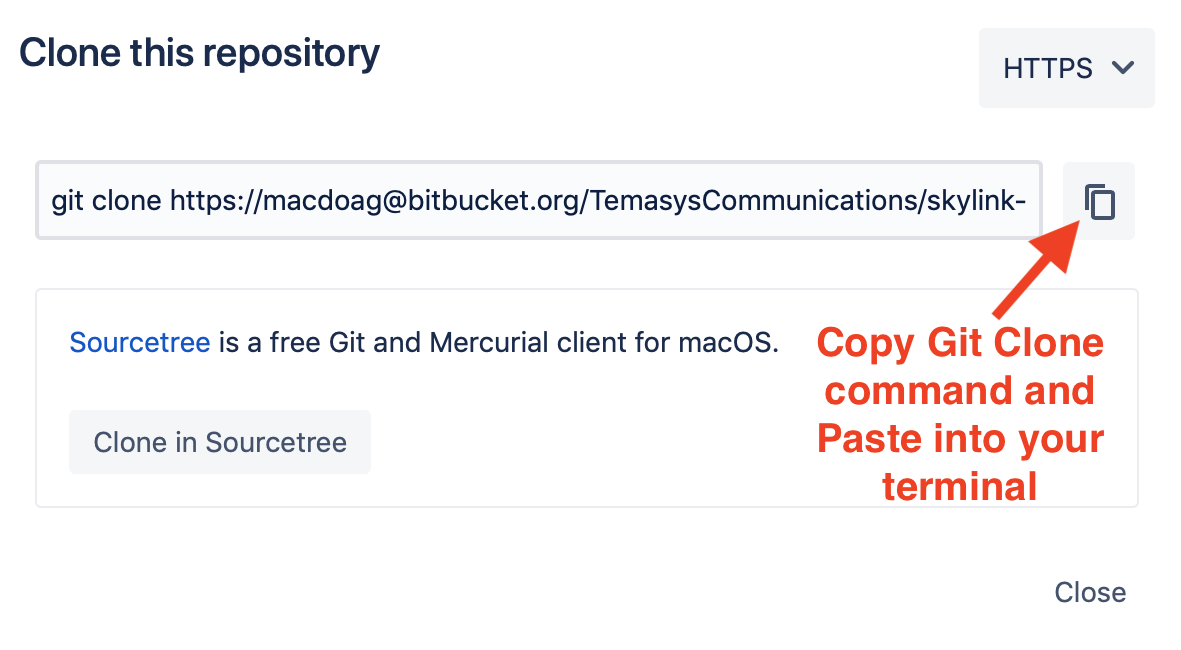 Clone this repository
HTTPS
git clone https://macdoag@bitbucket.org/TemasysCommunications/skylink-
Sourcetree is a free Git and Mercurial client for macOS.
Clone in Sourcetree
Copy Git Clone
command and
Paste into your
terminal
Close